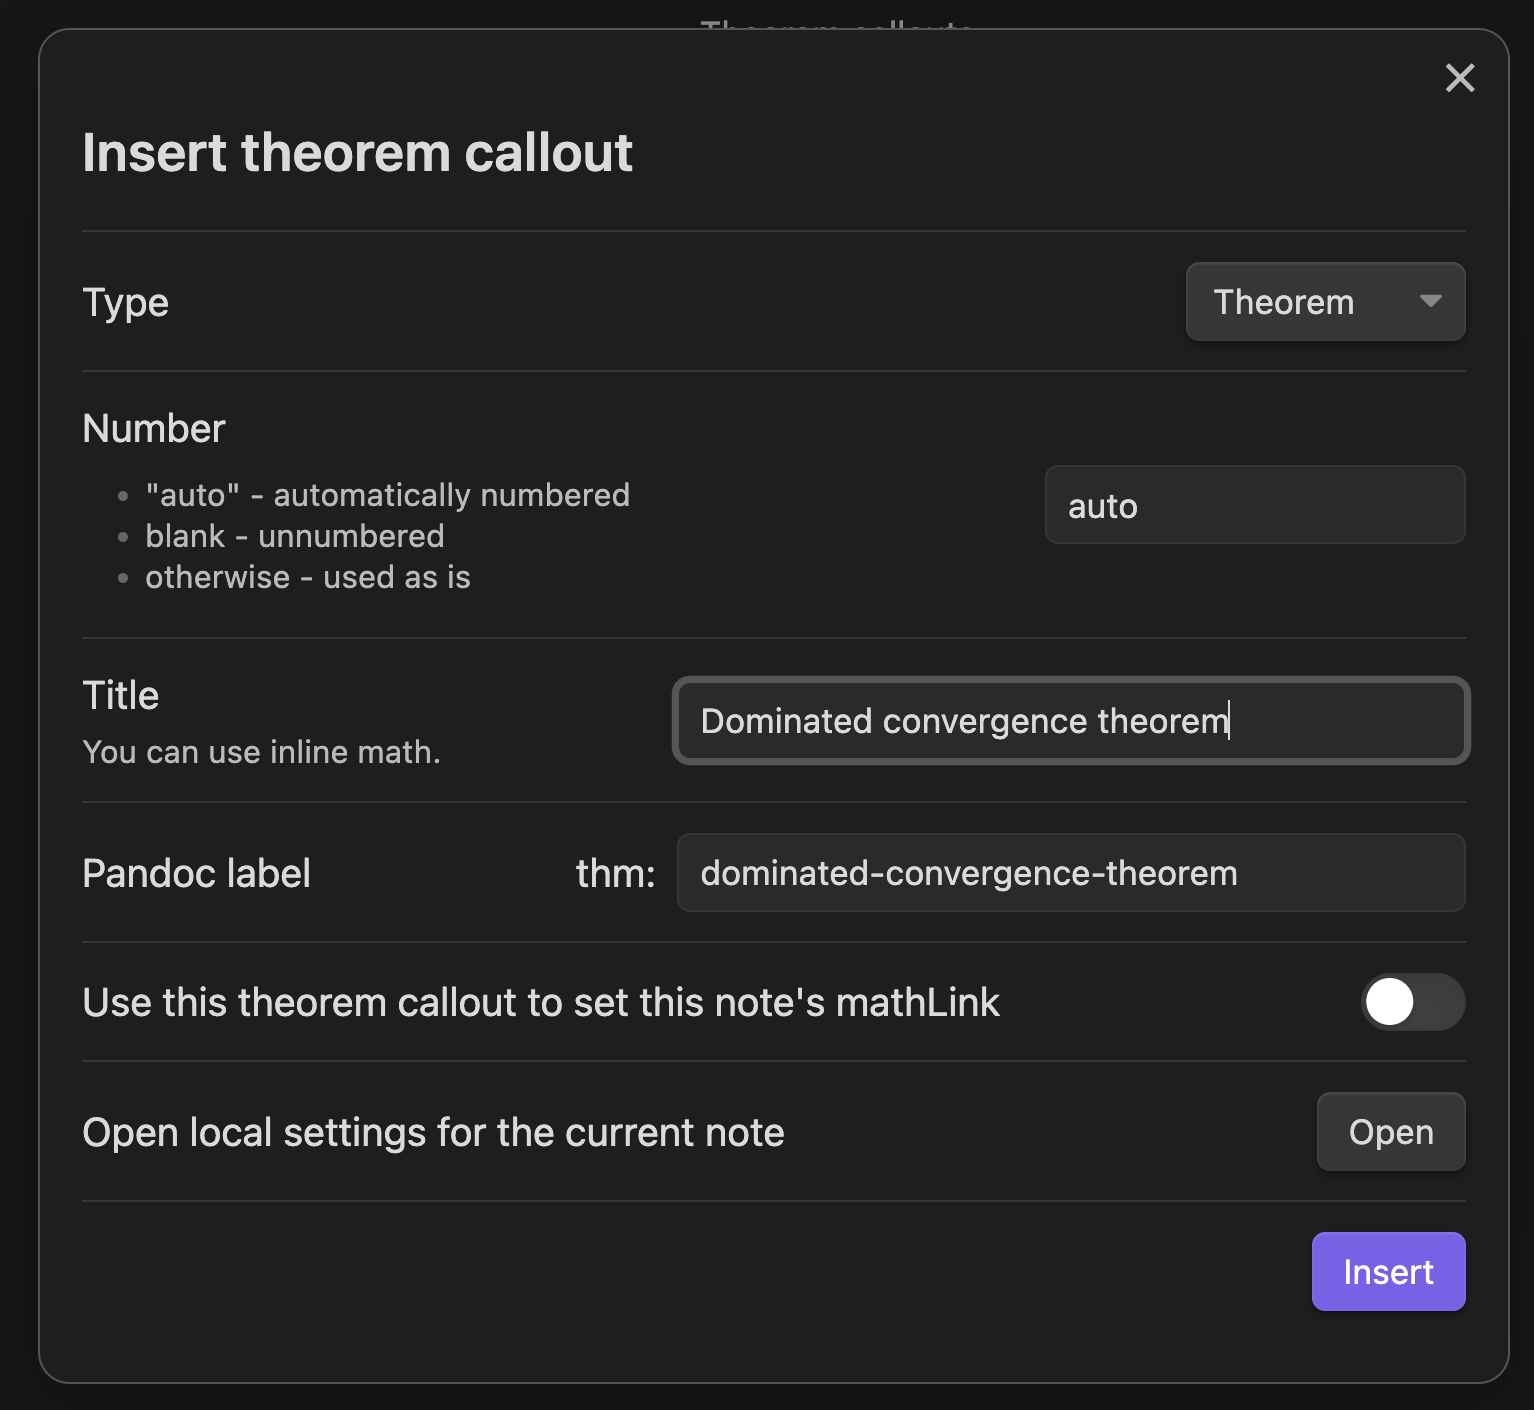 Theorem callouts
Insert theorem callout
Type
Theorem
Number
• "auto" - automatically numbered
• blank - unnumbered
• otherwise - used as is
auto
Title
You can use inline math.
Dominated convergence theorem
Pandoc label
thm:
dominated-convergence-theorem
Use this theorem callout to set this note's mathLink
Open local settings for the current note
Open
Insert